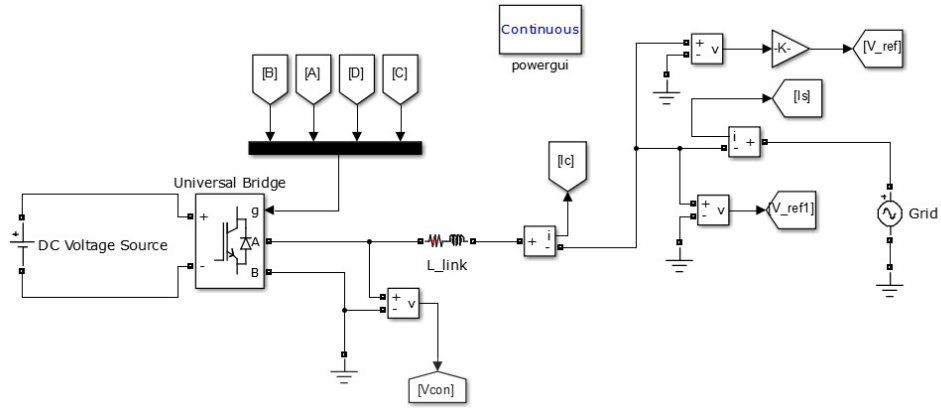 Continuous
powergui
[B]
[A]
[D]
[C]
+
-
v
-K-
[V_ref]
[Is]
i
-
+
[Ic]
Universal Bridge
g
+
A
-
B
+
DC Voltage Source
L_link
+
i
-
+
-
v
[V_ref1]
+
Grid
+
-
v
[Vcon]